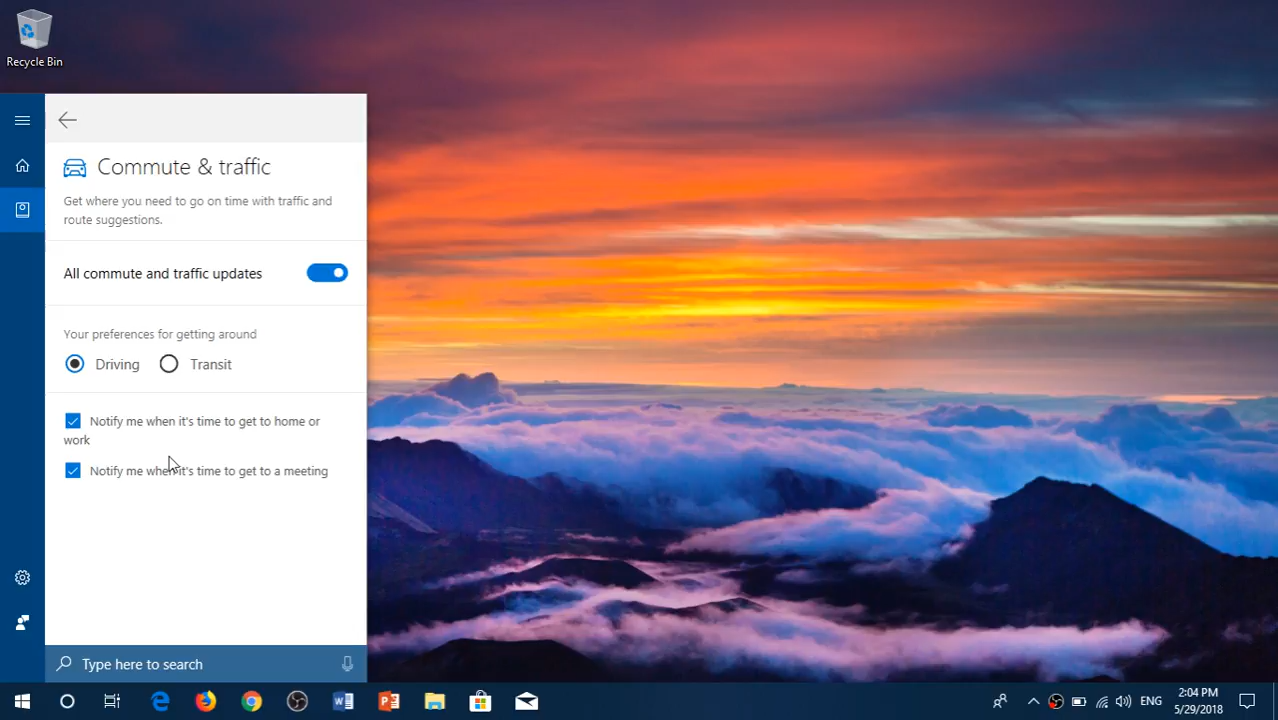 Recycle Bin
Commute & traffic
Get where you need to go on time with traffic and
route suggestions.
All commute and traffic updates
Your preferences for getting around
Driving Transit
Notify me when it's time to get to home or
work
Notify me when it's time to get to a meeting
Type here to search
ENG
2:04 PM
5/29/2018